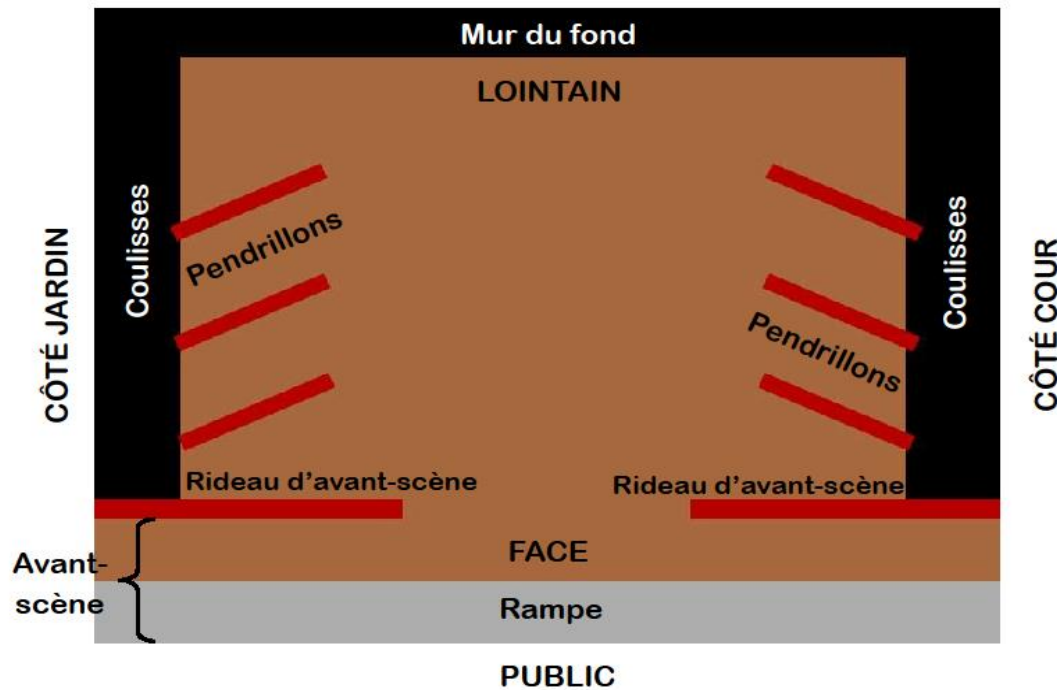 Mur du fond
LOINTAIN
CÔTÉ JARDIN
Coulisses
Pendrillons
Pendrillons
Coulisses
CÔTÉ COUR
Rideau d'avant-scène
Rideau d'avant-scène
Avant-
scène
FACE
Rampe
PUBLIC